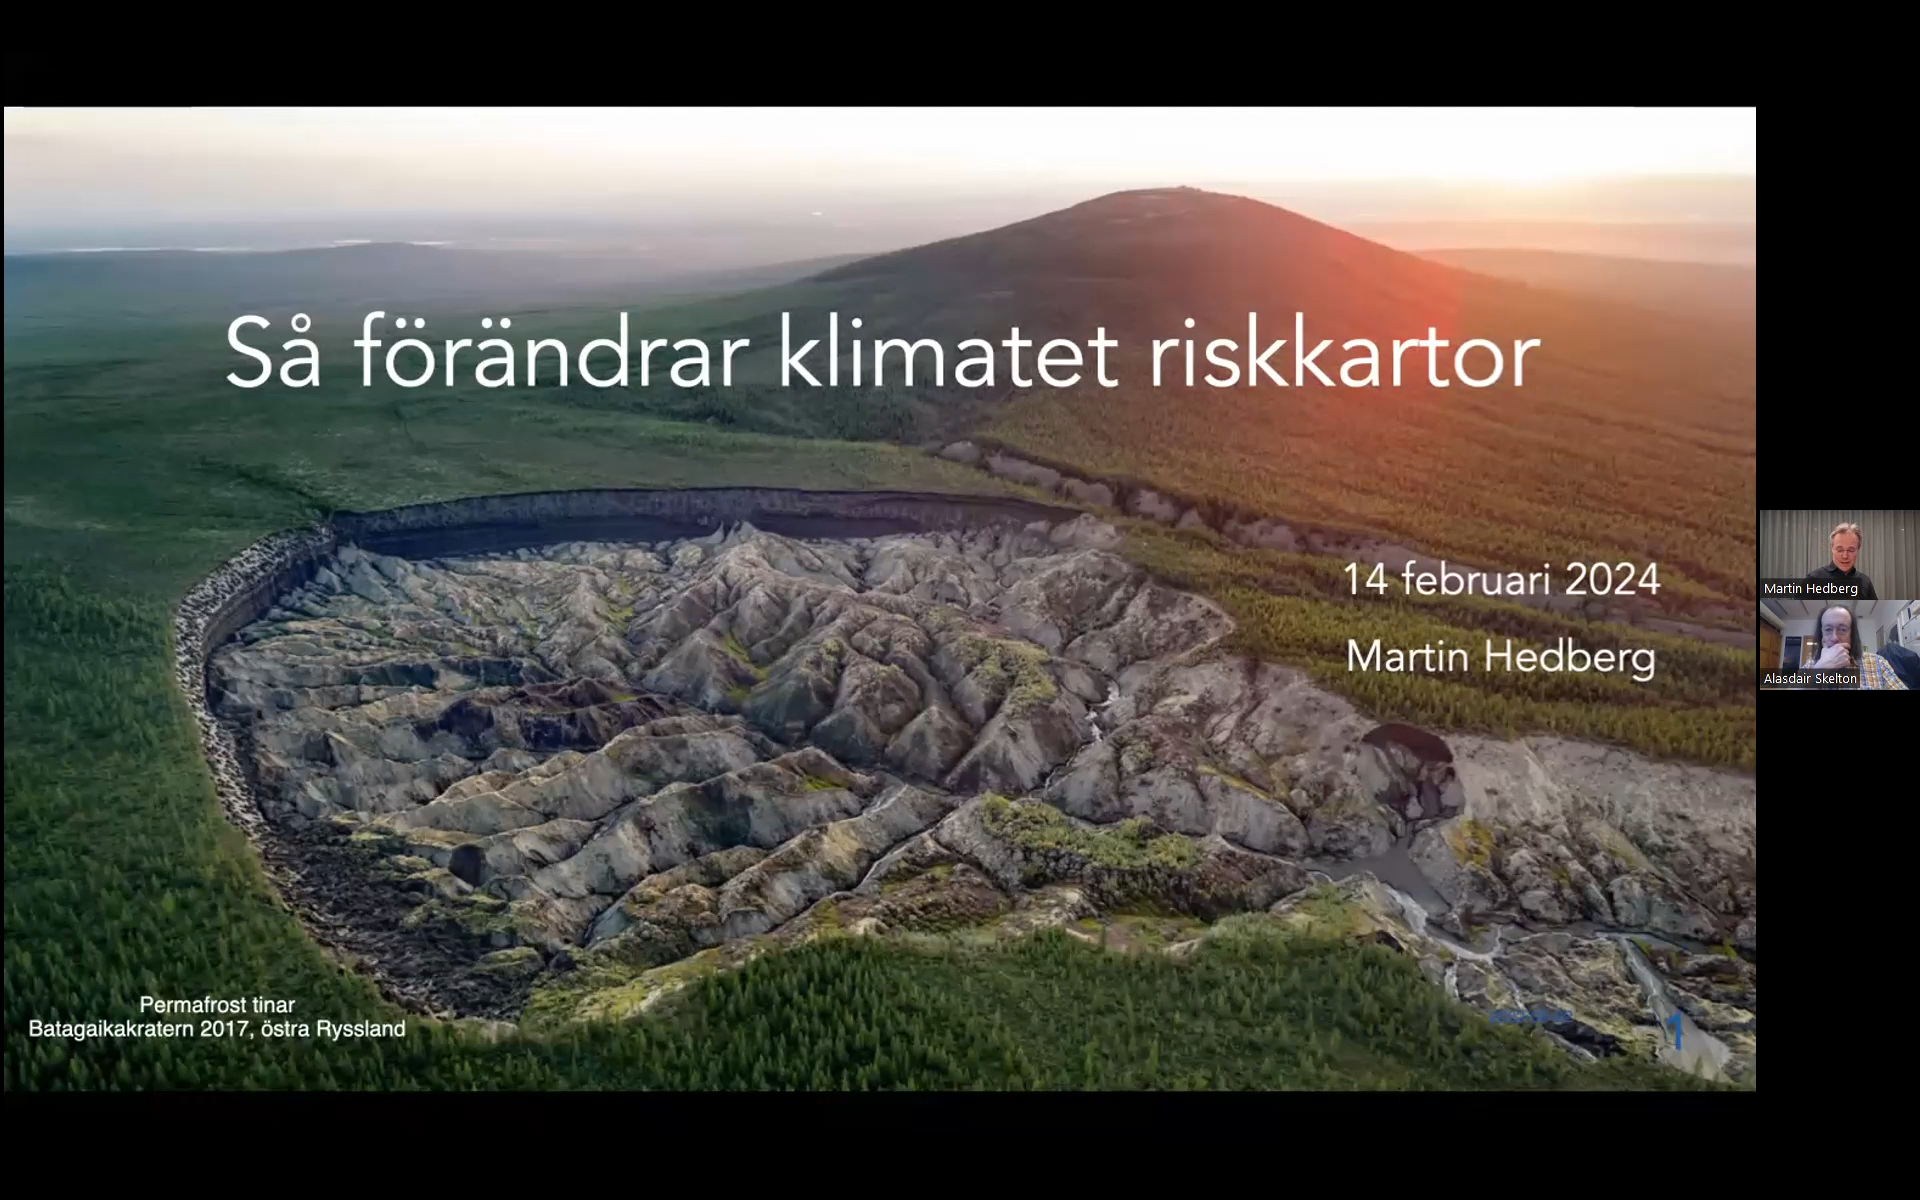 Så förändrar klimatet riskkartor
14 februari 2024
Martin Hedberg
Permafrost tinar
Batagaikakratern 2017, östra Ryssland
1
Martin Hedberg
Alasdair Skelton